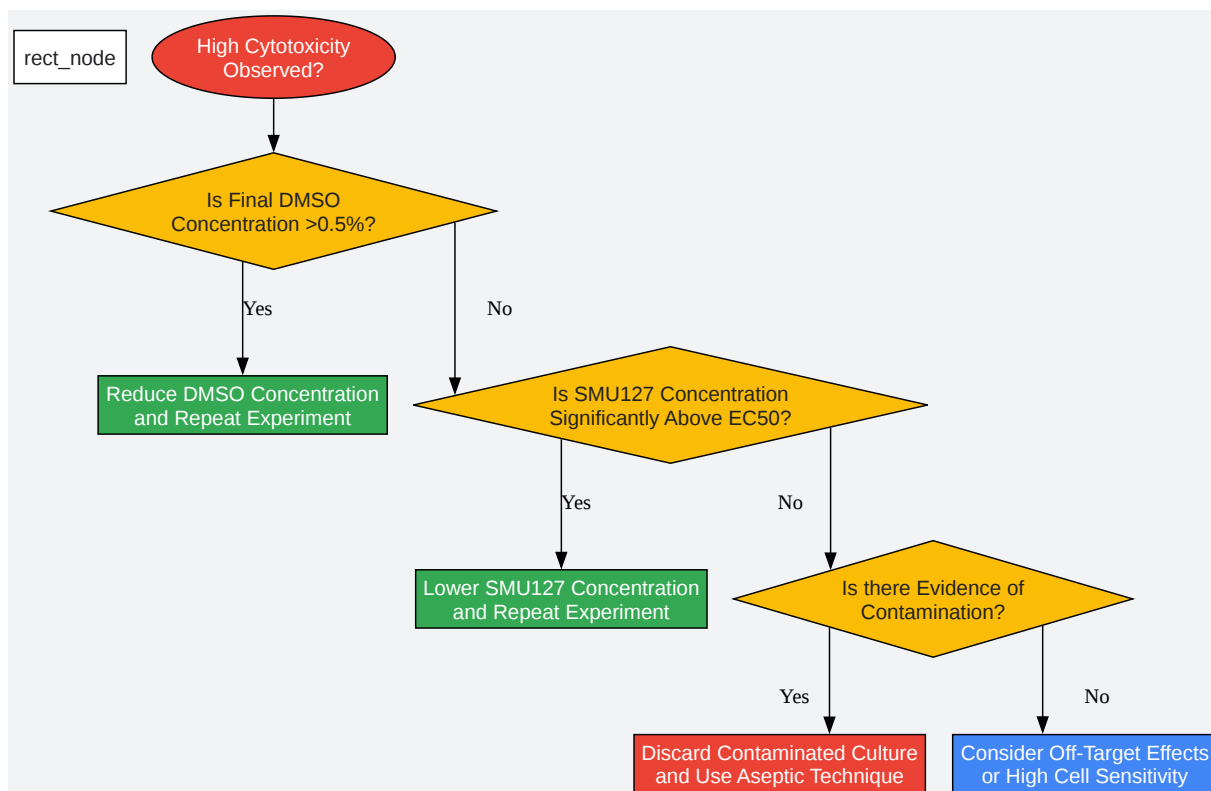 rect_node
High Cytotoxicity
Observed?
Is Final DMSO
Concentration >0.5%?
Yes
No
Reduce DMSO Concentration
and Repeat Experiment
Is SMU127 Concentration
Significantly Above EC50?
Yes
No
Lower SMU127 Concentration
and Repeat Experiment
Is there Evidence of
Contamination?
Yes
No
Discard Contaminated Culture
and Use Aseptic Technique
Consider Off-Target Effects
or High Cell Sensitivity